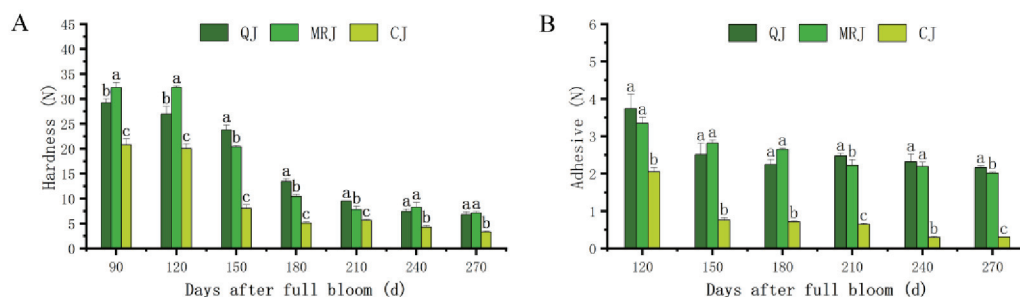 A
QJ MRJ CJ
Hardness (N)
45
40
35
30
25
20
15
10
5
0
b a c
b a c
a b c
a b c
a b c
a a b
a a b
90 120 150 180 210 240 270
Days after full bloom (d)
B
QJ MRJ CJ
Adhesive (N)
6
5
4
3
2
1
0
a a b
a a b
a a b
a b c
a a b
a b c
120 150 180 210 240 270
Days after full bloom (d)